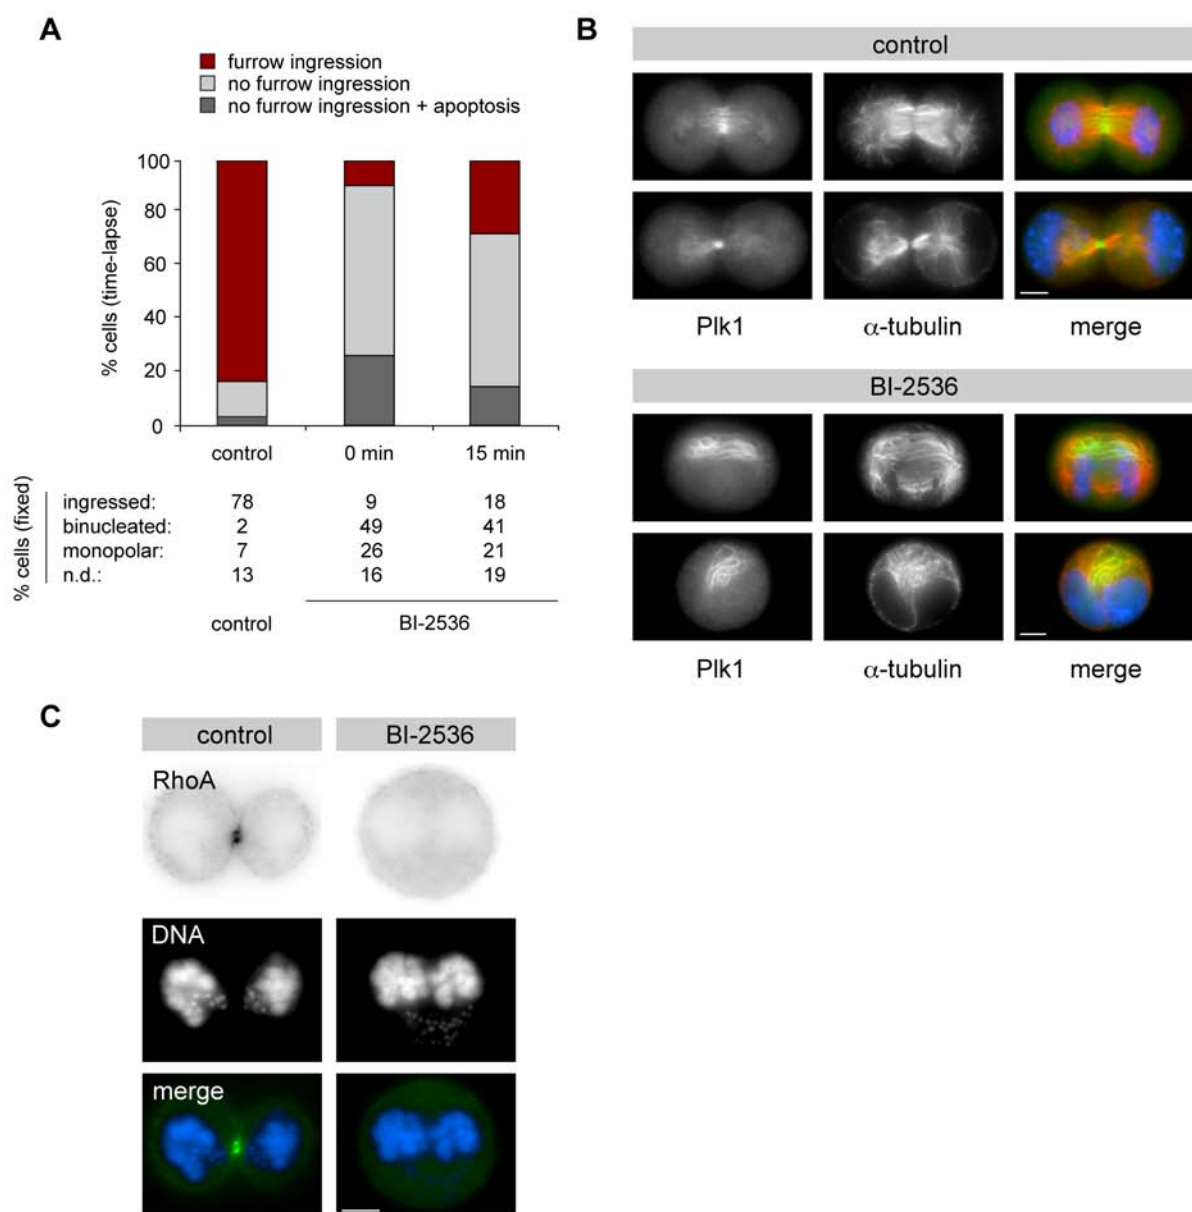 A
furrow ingression
no furrow ingression
no furrow ingression + apoptosis
% cells (time-lapse)
100
80
60
40
20
0
control 0 min 15 min
% cells (fixed)
ingressed: 78 9 18
binucleated: 2 49 41
monopolar: 7 26 21
n.d.: 13 16 19
control BI-2536
B
control
Plk1 α-tubulin merge
BI-2536
Plk1 α-tubulin merge
C
control BI-2536
RhoA
DNA
merge